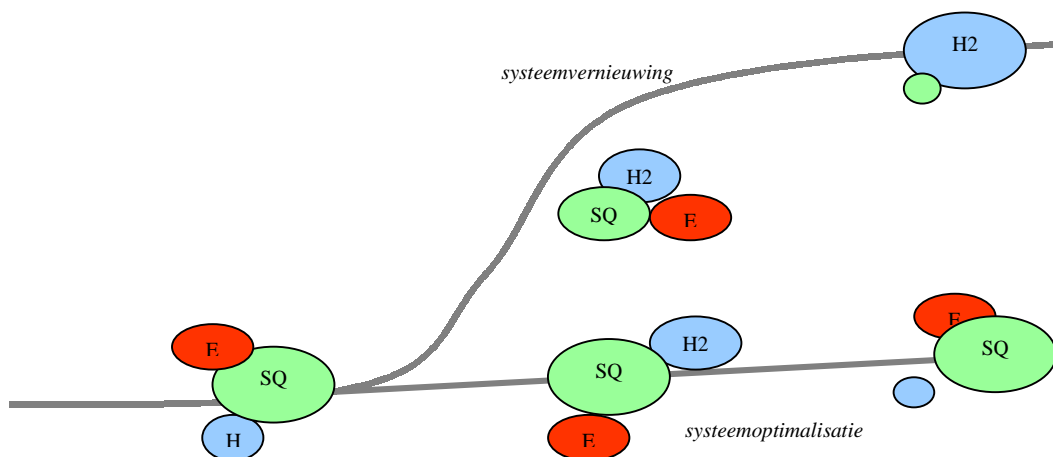 H2
systeemvernieuwing
H2
SQ
E
E
SQ
H2
E
SQ
SQ
H
E
systeemoptimalisatie